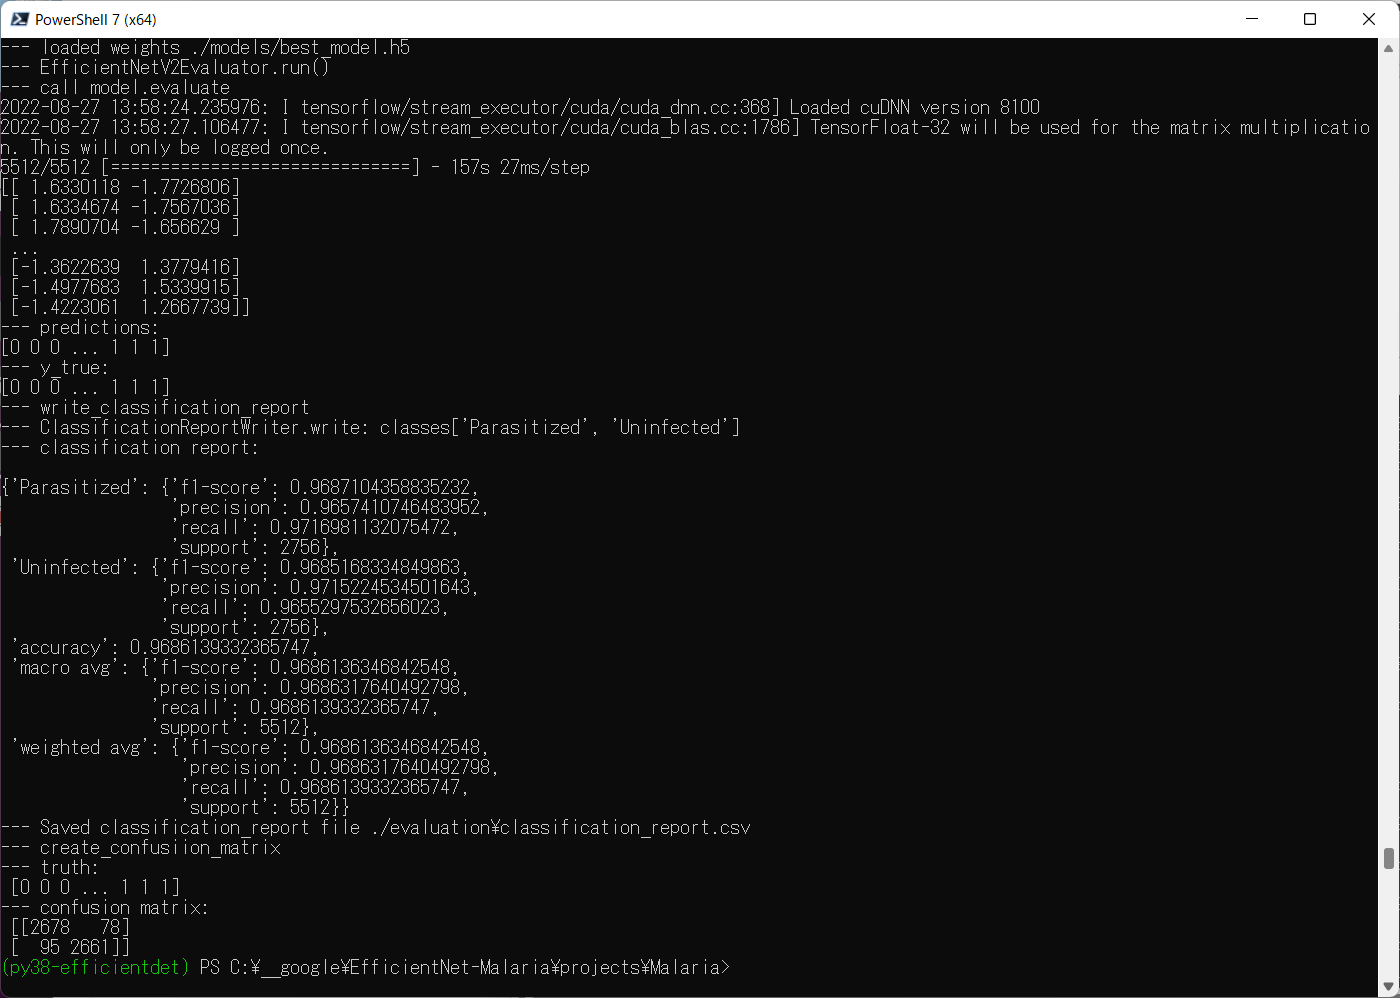 PowerShell 7 (x64)
--- loaded weights ./models/best_model.h5
--- EfficientNetV2Evaluator.run()
--- call model.evaluate
2022-08-27 13:58:24.235976: I tensorflow/stream_executor/cuda/cuda_dnn.cc:368] Loaded cuDNN version 8100
2022-08-27 13:58:27.106477: I tensorflow/stream_executor/cuda/cuda_blas.cc:1786] TensorFloat-32 will be used for the matrix multiplicatio
n. This will only be logged once.
5512/5512 [==============================] - 157s 27ms/step
[[ 1.6330118 -1.7726806]
 [ 1.6334674 -1.7567036]
 [ 1.7890704 -1.656629 ]
 ...
 [-1.3622639  1.3779416]
 [-1.4977683  1.5339915]
 [-1.4223061  1.2667739]]
--- predictions:
[0 0 0 ... 1 1 1]
--- y_true:
[0 0 0 ... 1 1 1]
--- write_classification_report
--- ClassificationReportWriter.write: classes['Parasitized', 'Uninfected']
--- classification report:
{'Parasitized': {'f1-score': 0.9687104358835232,
                 'precision': 0.9657410746483952,
                 'recall': 0.9716981132075472,
                 'support': 2756},
 'Uninfected': {'f1-score': 0.9685168334849863,
                'precision': 0.9715224534501643,
                'recall': 0.9655297532656023,
                'support': 2756},
 'accuracy': 0.9686139332365747,
 'macro avg': {'f1-score': 0.9686136346842548,
               'precision': 0.9686317640492798,
               'recall': 0.9686139332365747,
               'support': 5512},
 'weighted avg': {'f1-score': 0.9686136346842548,
                  'precision': 0.9686317640492798,
                  'recall': 0.9686139332365747,
                  'support': 5512}}
--- Saved classification_report file ./evaluation¥classification_report.csv
--- create_confusiion_matrix
--- truth:
 [0 0 0 ... 1 1 1]
--- confusion matrix:
 [[2678   78]
 [  95 2661]]
(py38-efficientdet) PS C:¥__google¥EfficientNet-Malaria¥projects¥Malaria>